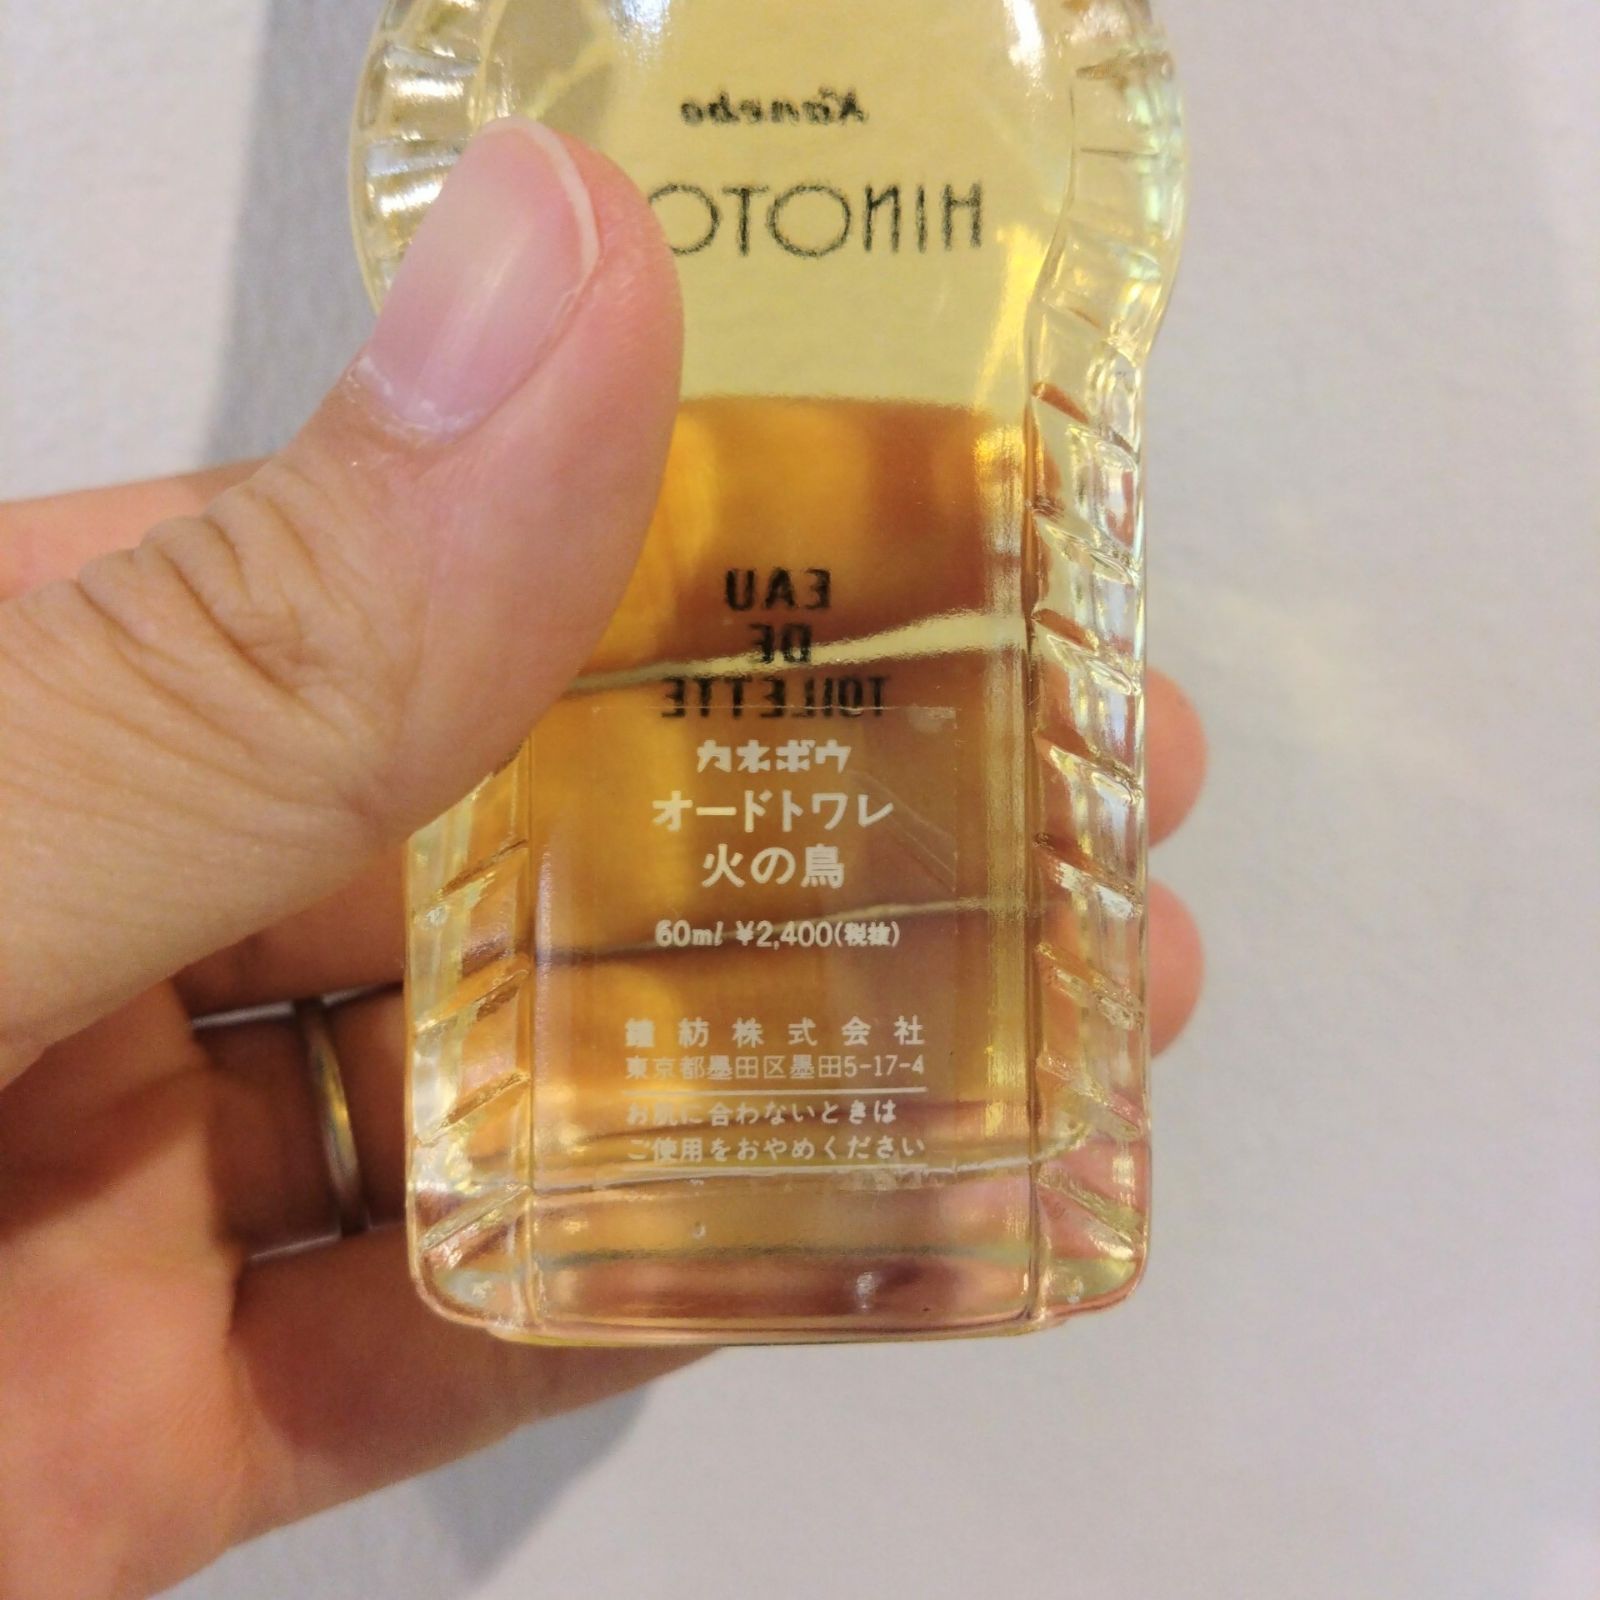 Kanebo
HINOTO
EAU
DE
TOILETTE
カネボウ
オードトワレ
火の鳥
60ml ¥2,400(税抜)
鐘紡株式会社
東京都墨田区墨田5-17-4
お肌に合わないときは
ご使用をおやめください